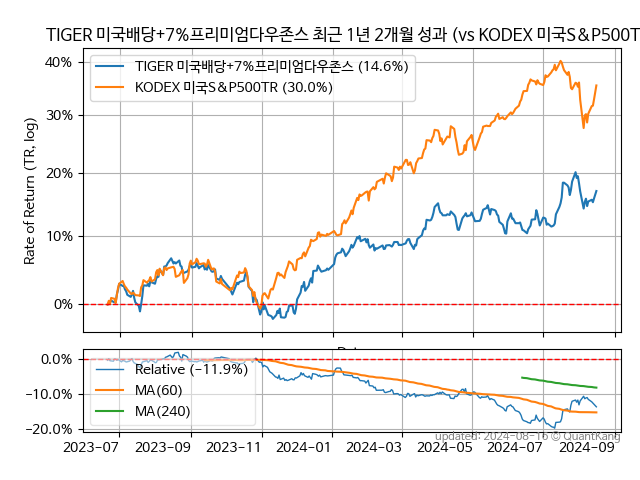 TIGER 미국배당+7%프리미엄다우존스 최근 1년 2개월 성과 (vs KODEX 미국S&P500T
40%
30%
20%
10%
0%
Rate of Return (TR, log)
TIGER 미국배당+7%프리미엄다우존스 (14.6%)
KODEX 미국S&P500TR (30.0%)
0.0%
−10.0%
−20.0%
Relative (−11.9%)
MA(60)
MA(240)
2023−07 2023−09 2023−11 2024−01 2024−03 2024−05 2024−07 2024−09
updated: 2024−08−16 © QuantKang